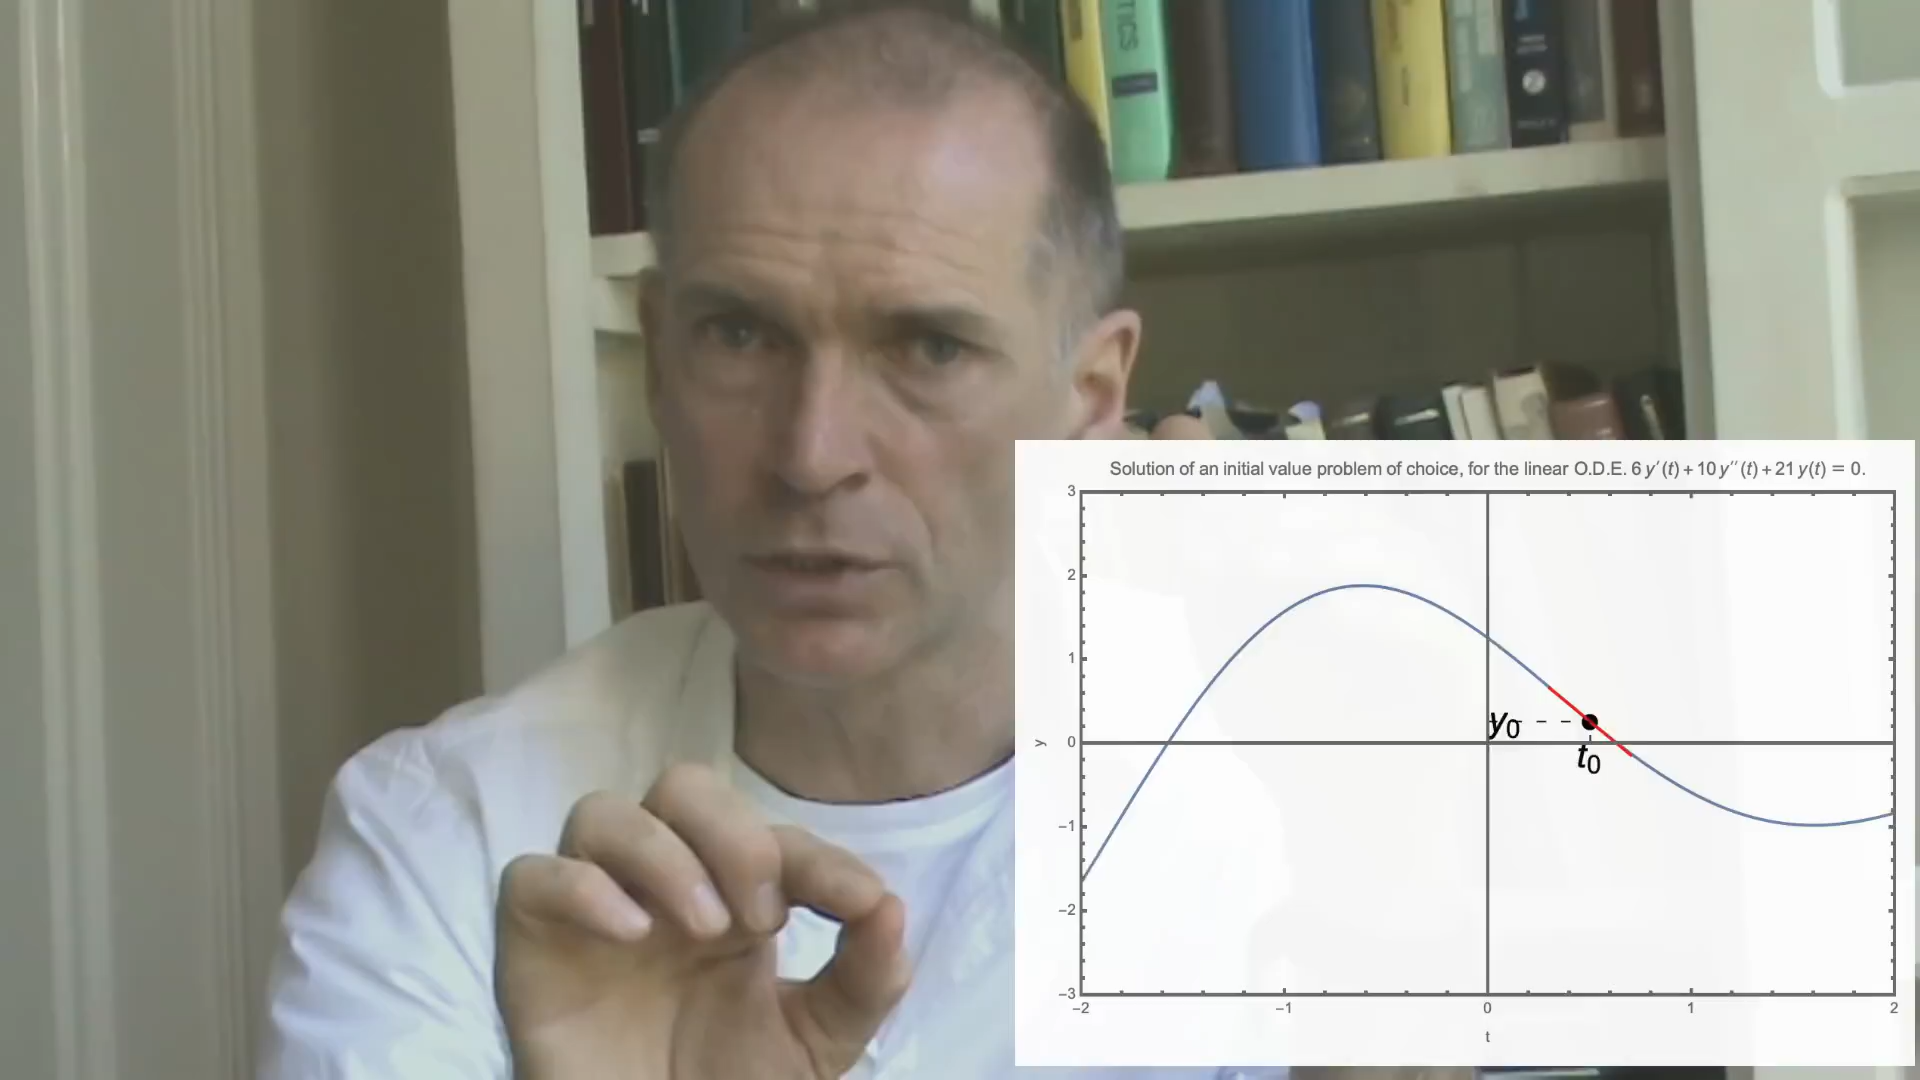 TICS
Solution of an initial value problem of choice, for the linear O.D.E. 6 y′(t) + 10 y′′(t) + 21 y(t) = 0.
3
2
1
y₀
y
0
t₀
−1
−2
−3
−2
−1
0
1
2
t